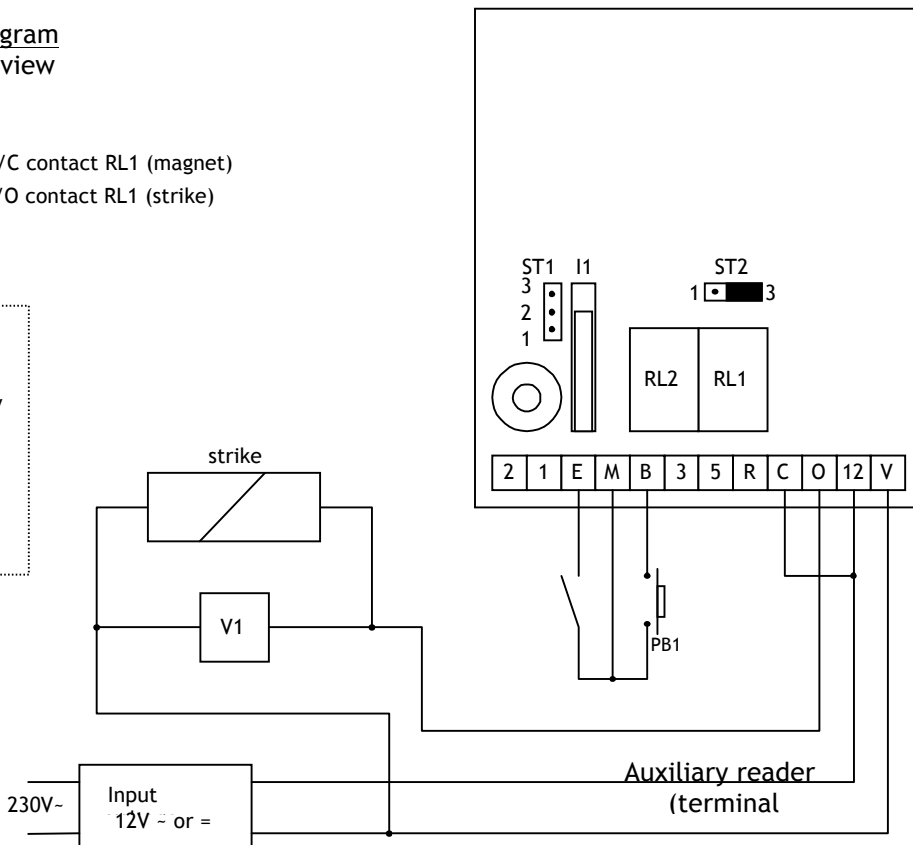 gram
view
/C contact RL1 (magnet)
/O contact RL1 (strike)
ST1 I1 ST2
3
2
1
1 3
RL2 RL1
strike
2 1 E M B 3 5 R C O 12 V
V1
PB1
Auxiliary reader
(terminal
230V~
Input
12V ~ or =